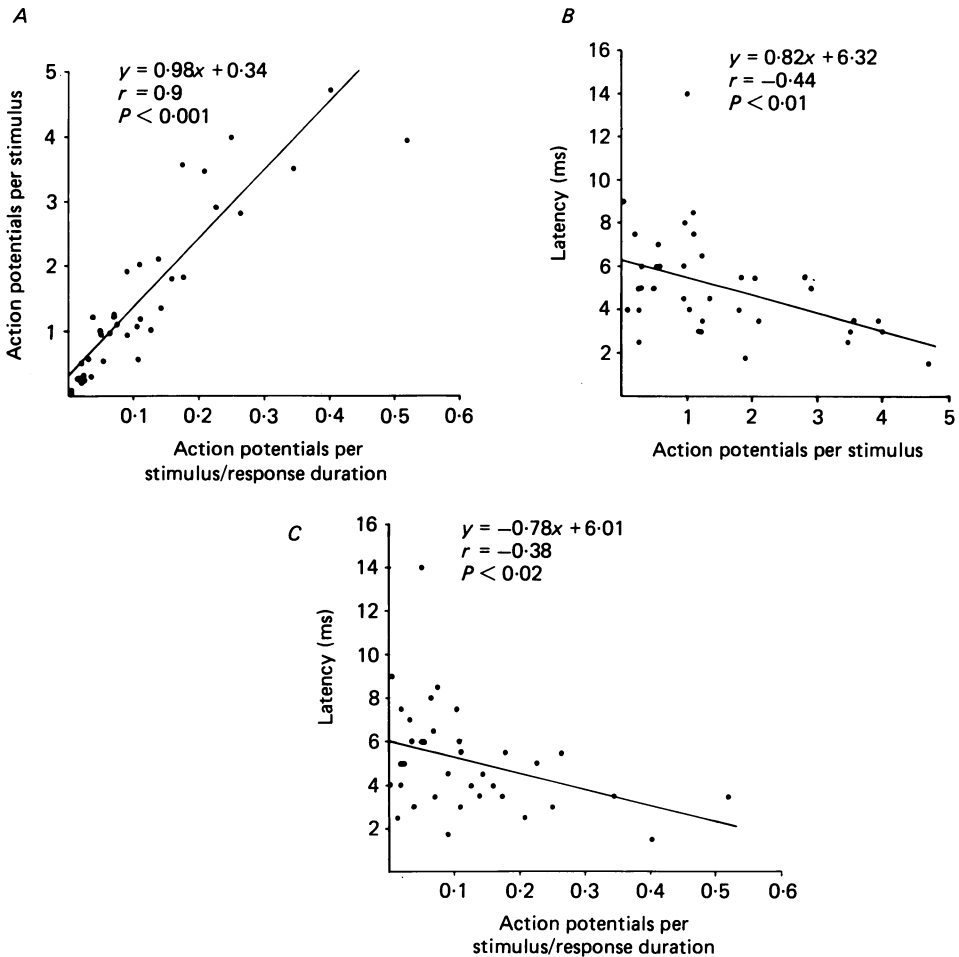 A
y = 0·98x + 0·34
r = 0·9
P < 0·001
5
4
3
2
1
Action potentials per stimulus
0·1 0·2 0·3 0·4 0·5 0·6
Action potentials per
stimulus/response duration
B
y = 0·82x + 6·32
r = −0·44
P < 0·01
16
14
12
10
8
6
4
2
Latency (ms)
1 2 3 4 5
Action potentials per stimulus
C
y = −0·78x + 6·01
r = −0·38
P < 0·02
16
14
12
10
8
6
4
2
Latency (ms)
0·1 0·2 0·3 0·4 0·5 0·6
Action potentials per
stimulus/response duration